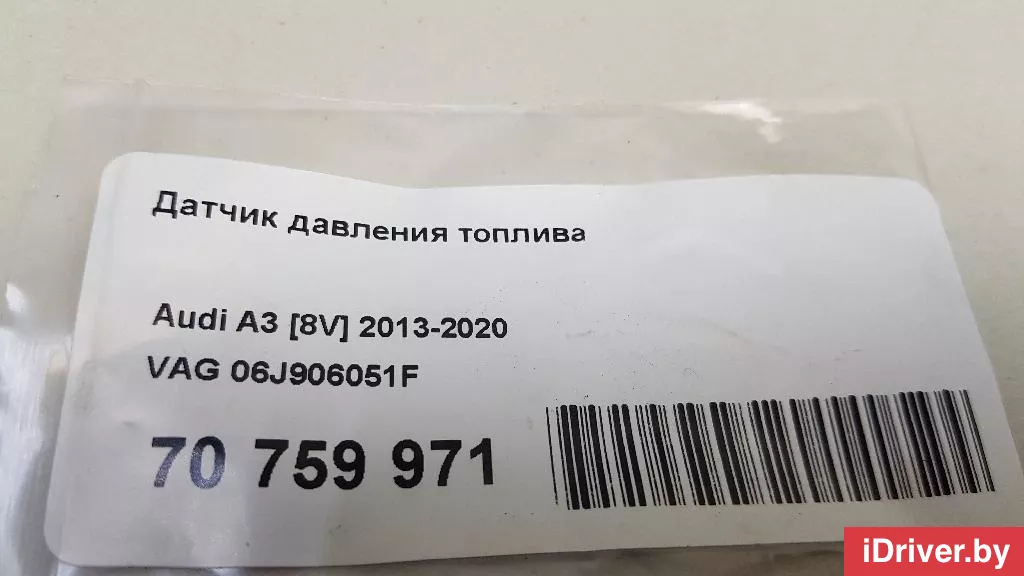 Датчик давления топлива
Audi A3 [8V] 2013-2020
VAG 06J906051F
70 759 971
iDriver.by